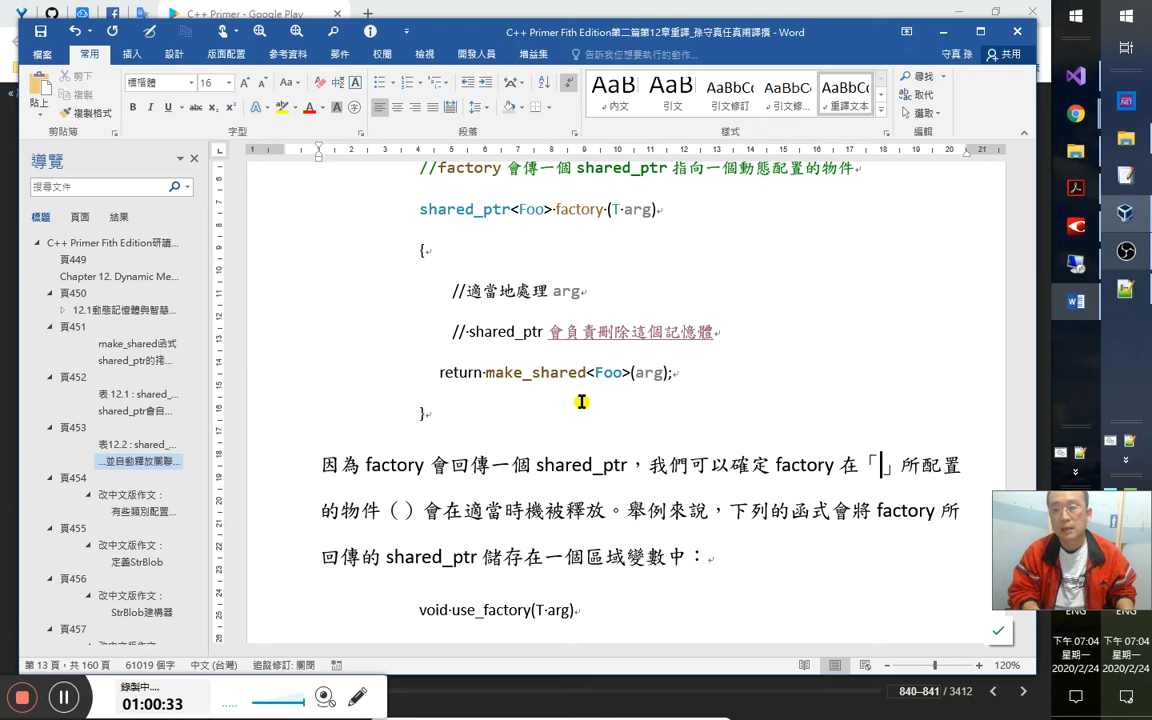 C++ Primer - Google Play
C++ Primer Fith Edition第二篇第12章重譯_孫守真任真甫譯撰 - Word
檔案 常用 插入 設計 版面配置 參考資料 郵件 校閱 檢視 開發人員 增益集 告訴我您想要執行的動作... 守真 孫 共用
貼上 剪下 複製 複製格式
標楷體 16
AaB AaB AaBbCc AaBbCc AaBbCc
內文 引文 引文修訂 引文修... 重譯文本
尋找 取代 選取
剪貼簿 字型 段落 樣式 編輯
導覽
搜尋文件
標題 頁面 結果
C++ Primer Fith Edition研讀...
頁449
Chapter 12. Dynamic Me...
頁450
12.1動態記憶體與智慧...
頁451
make_shared函式
shared_ptr的拷...
頁452
表 12.1 : shared_...
shared_ptr會自...
頁453
表12.2 : shared_...
...並自動釋放關聯...
頁454
改中文版作文：
有些類別配置...
頁455
改中文版作文：
定義StrBlob
頁456
改中文版作文：
StrBlob建構器
頁457
//factory 會傳一個 shared_ptr 指向一個動態配置的物件
shared_ptr<Foo> factory (T arg)
{
//適當地處理 arg
// shared_ptr 會負責刪除這個記憶體
return make_shared<Foo>(arg);
}
因為 factory 會回傳一個 shared_ptr，我們可以確定 factory 在「」所配置
的物件（）會在適當時機被釋放。舉例來說，下列的函式會將 factory 所
回傳的 shared_ptr 儲存在一個區域變數中：
void use_factory(T arg)
第 13 頁，共 160 頁 61019 個字 中文 (台灣) 追蹤修訂: 關閉 120%
錄製中....
01:00:33
840–841 / 3412
ENG ENG
下午 07:04 下午 07:04
星期一 星期一
2020/2/24 2020/2/24